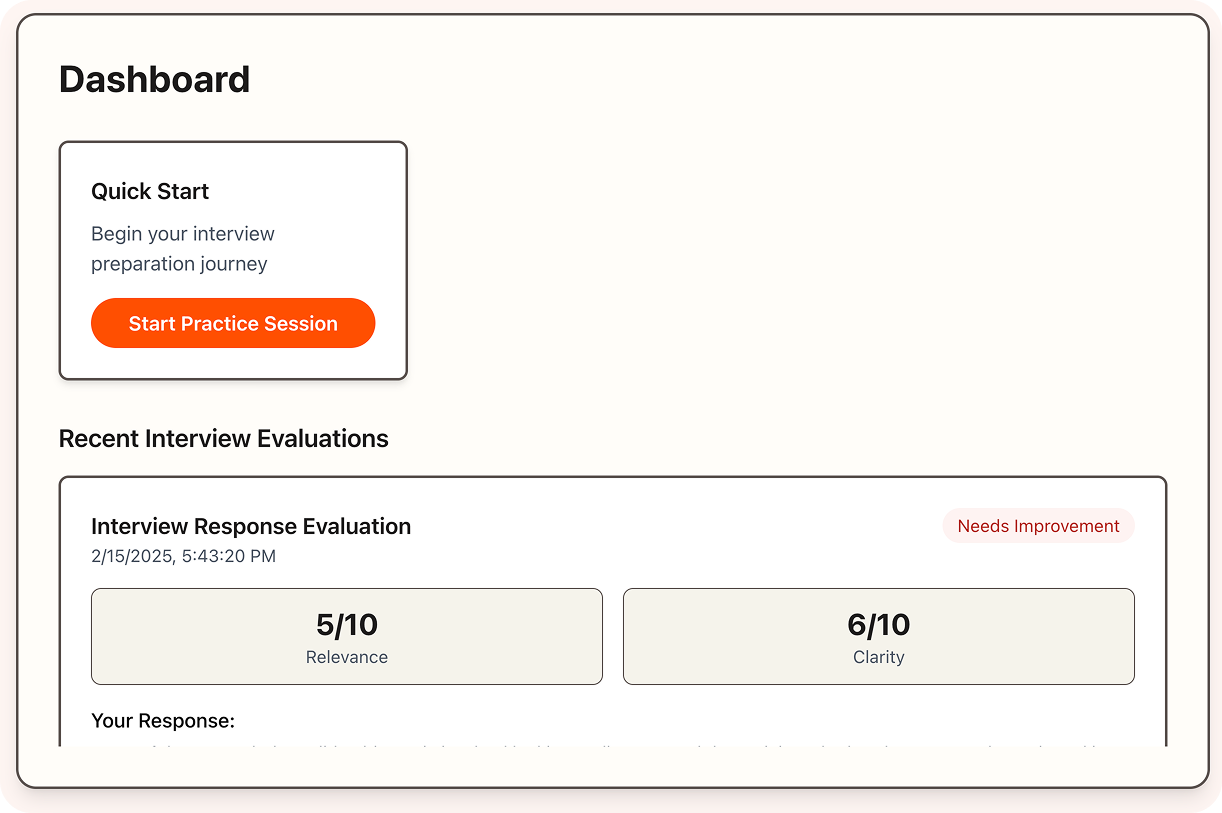 Dashboard
Quick Start
Begin your interview
preparation journey
Start Practice Session
Recent Interview Evaluations
Interview Response Evaluation
Needs Improvement
2/15/2025, 5:43:20 PM
5/10
Relevance
6/10
Clarity
Your Response: